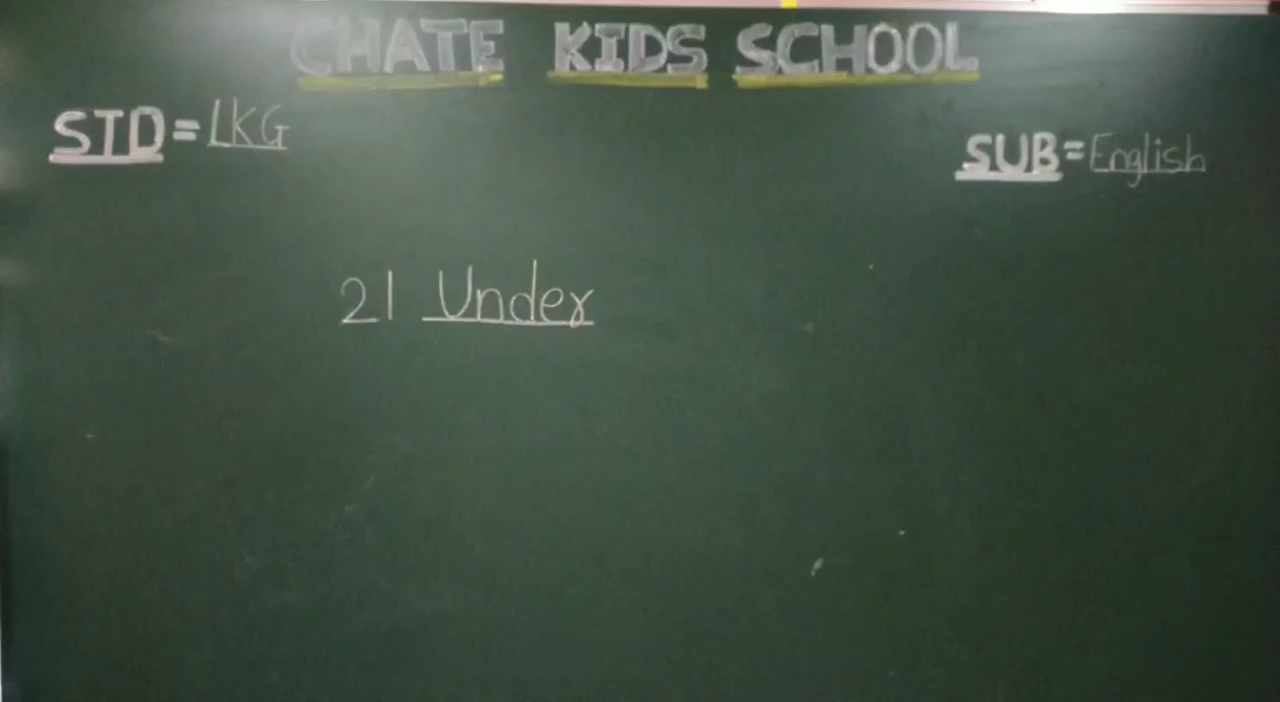 CHATE KIDS SCHOOL
STD = LKG
SUB = English
21 Under